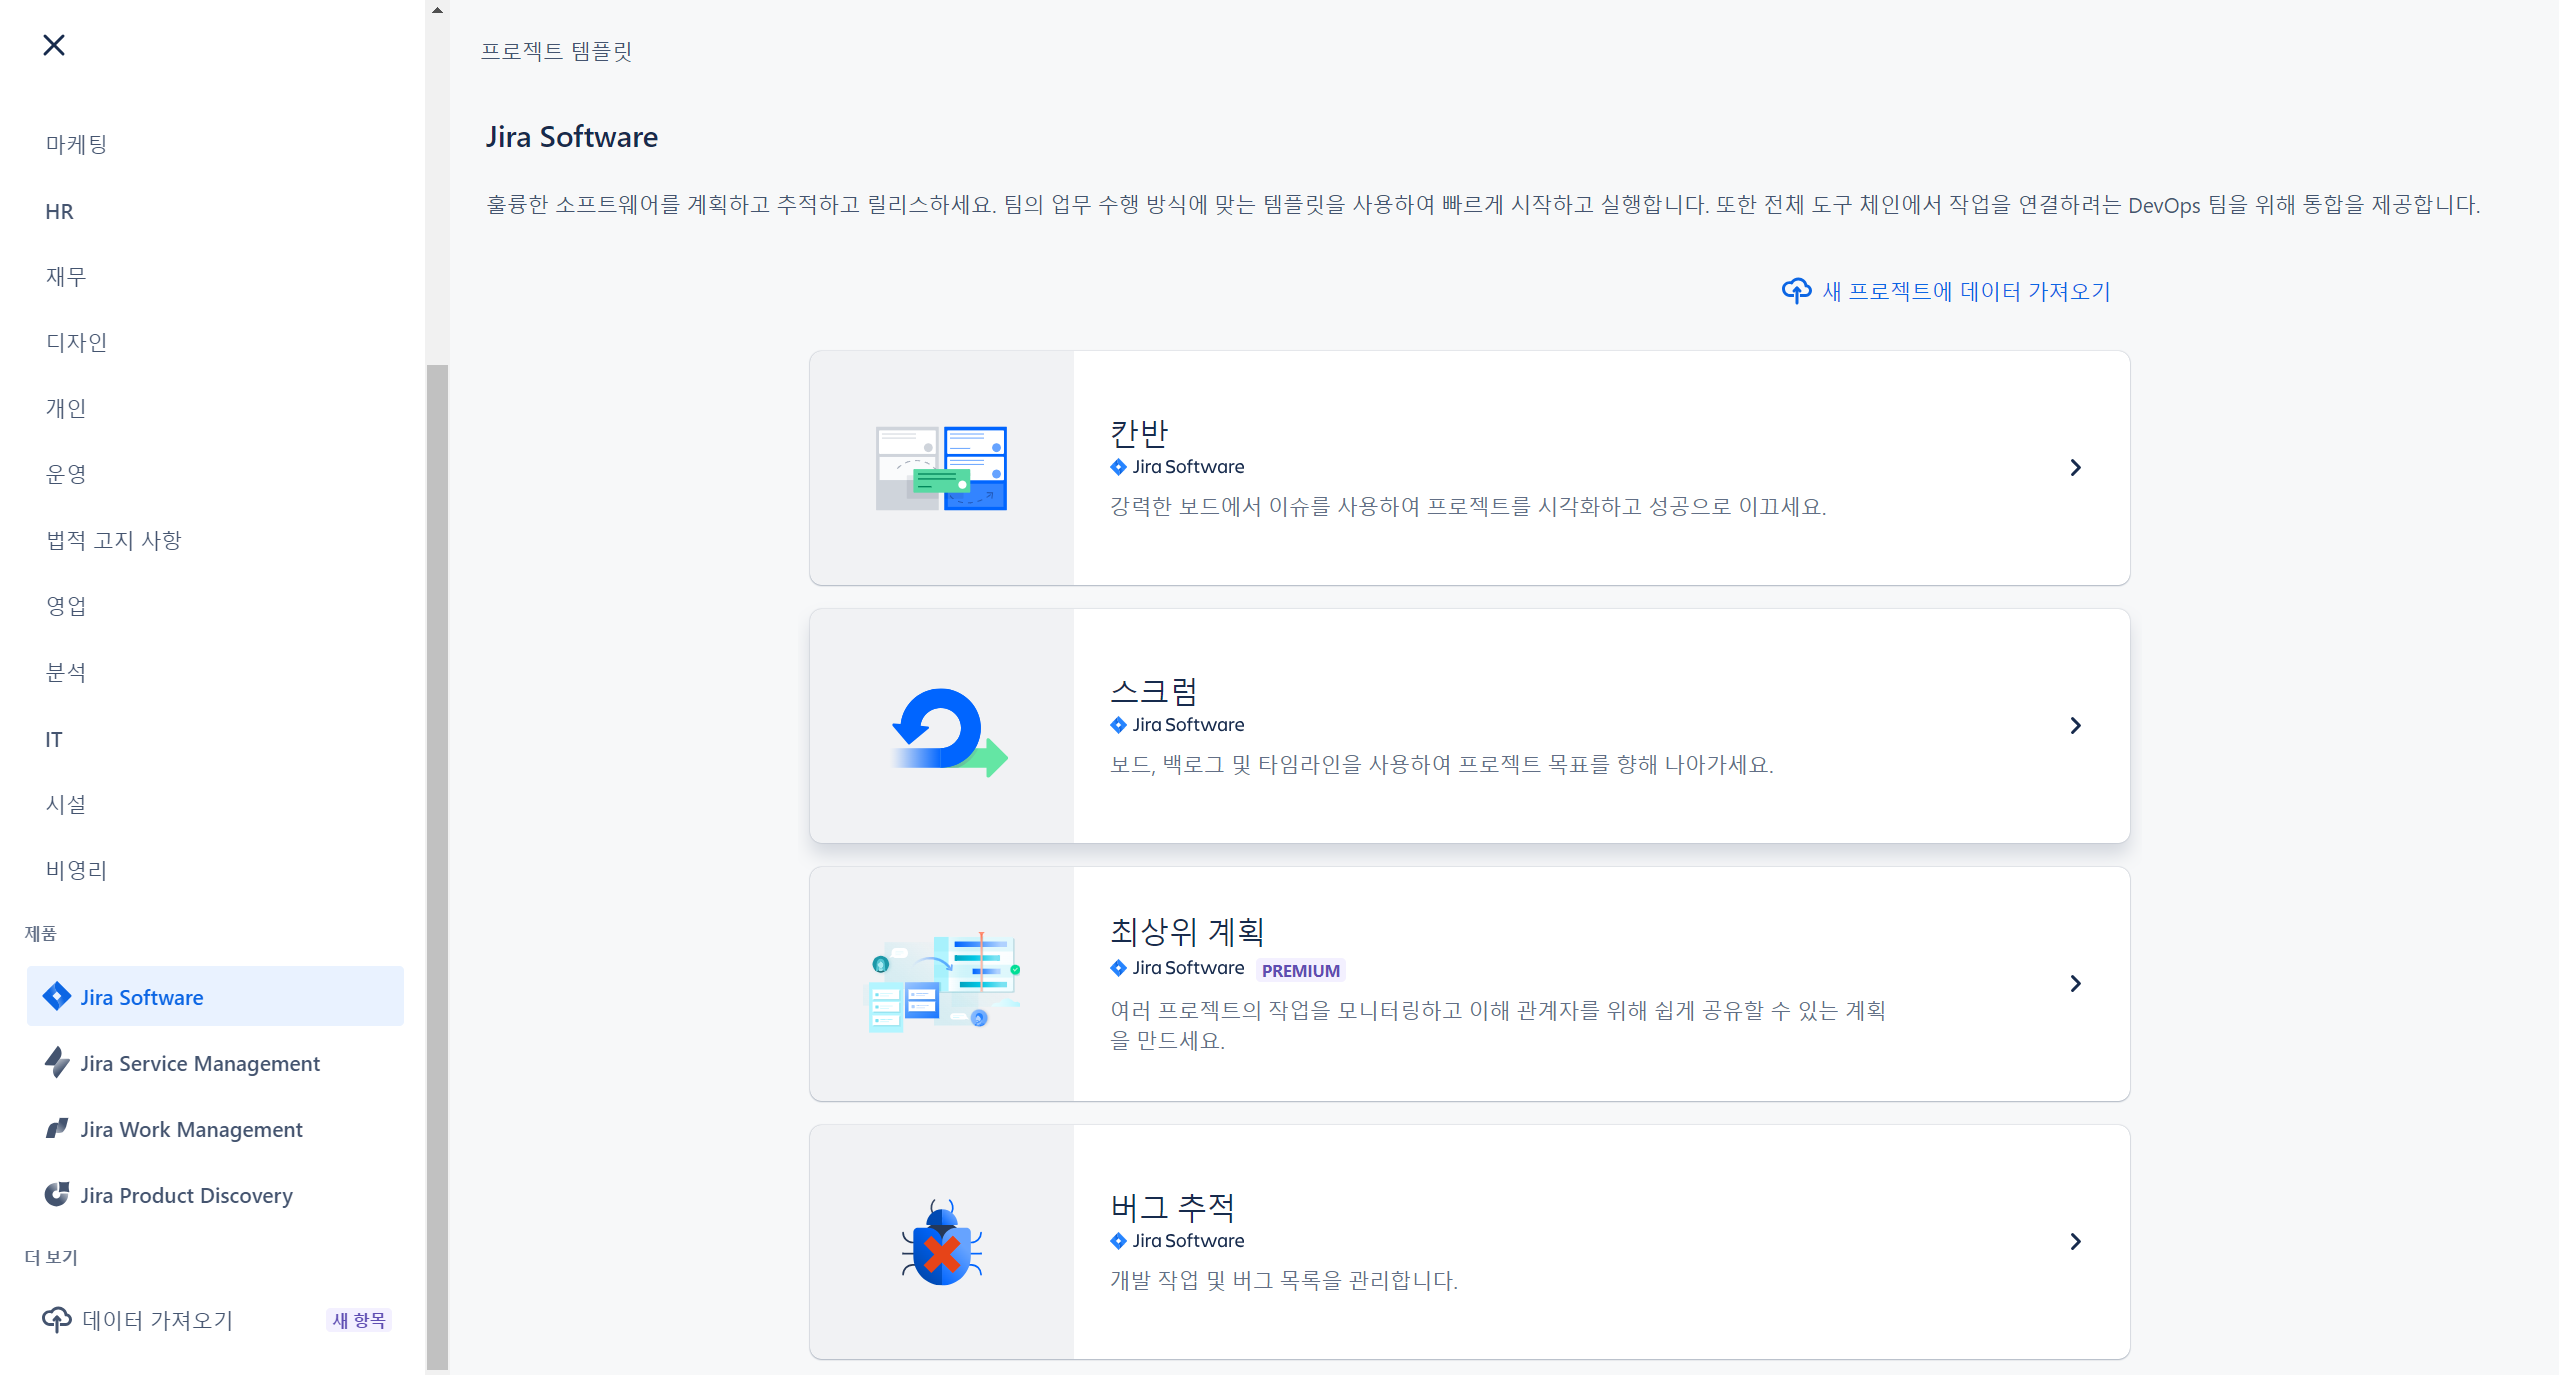 마케팅
HR
재무
디자인
개인
운영
법적 고지 사항
영업
분석
IT
시설
비영리
제품
Jira Software
Jira Service Management
Jira Work Management
Jira Product Discovery
더 보기
데이터 가져오기 새 항목
프로젝트 템플릿
Jira Software
훌륭한 소프트웨어를 계획하고 추적하고 릴리스하세요. 팀의 업무 수행 방식에 맞는 템플릿을 사용하여 빠르게 시작하고 실행합니다. 또한 전체 도구 체인에서 작업을 연결하려는 DevOps 팀을 위해 통합을 제공합니다.
새 프로젝트에 데이터 가져오기
칸반
Jira Software
강력한 보드에서 이슈를 사용하여 프로젝트를 시각화하고 성공으로 이끄세요.
스크럼
Jira Software
보드, 백로그 및 타임라인을 사용하여 프로젝트 목표를 향해 나아가세요.
최상위 계획
Jira Software PREMIUM
여러 프로젝트의 작업을 모니터링하고 이해 관계자를 위해 쉽게 공유할 수 있는 계획
을 만드세요.
버그 추적
Jira Software
개발 작업 및 버그 목록을 관리합니다.